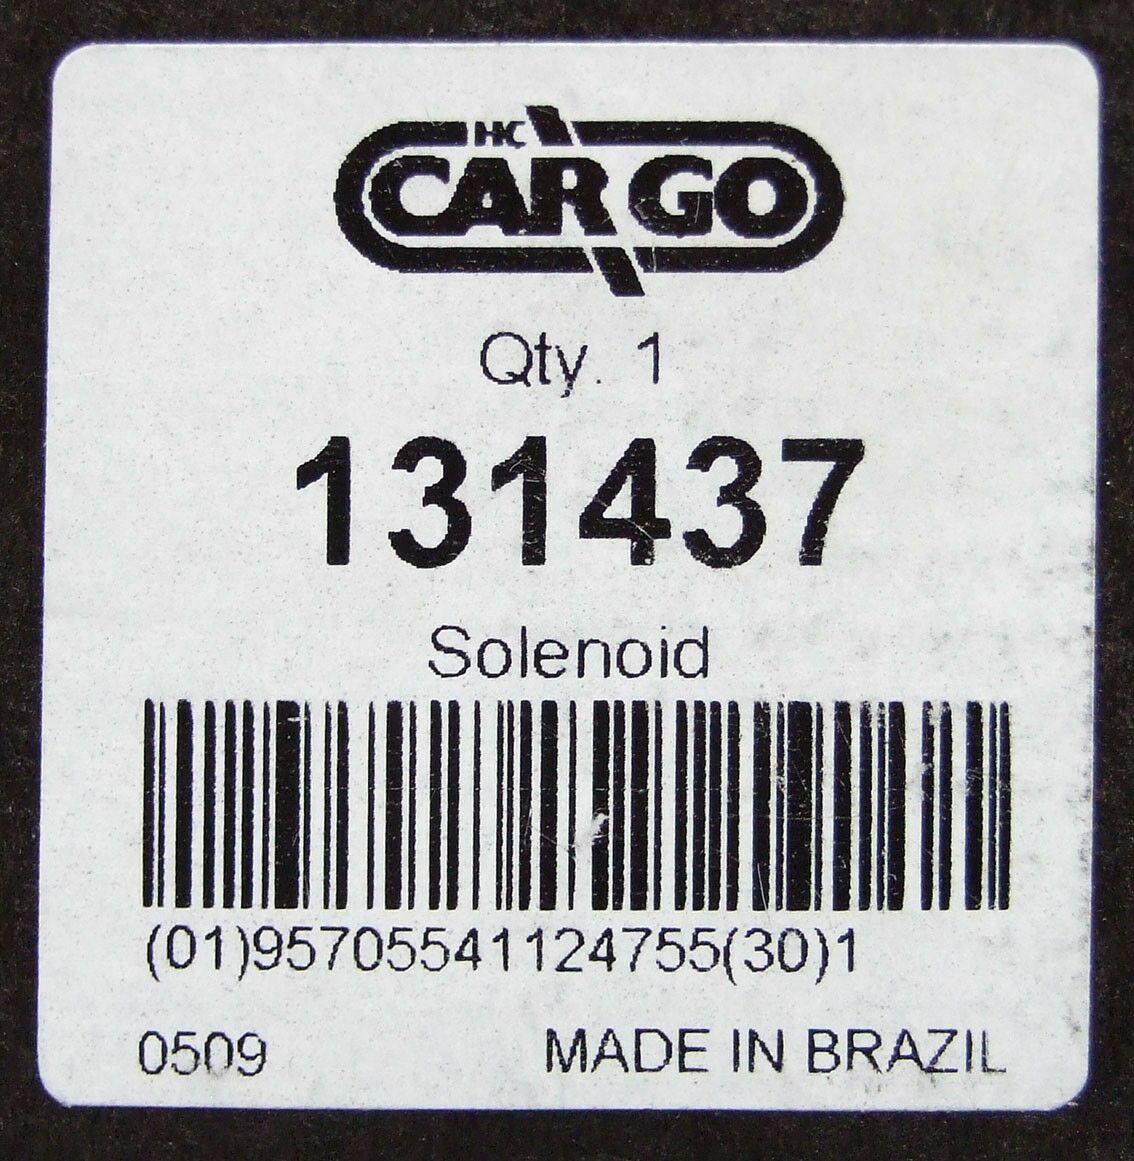 HC
CARGO
Qty. 1
131437
Solenoid
(01)95705541124755(30)1
0509
MADE IN BRAZIL